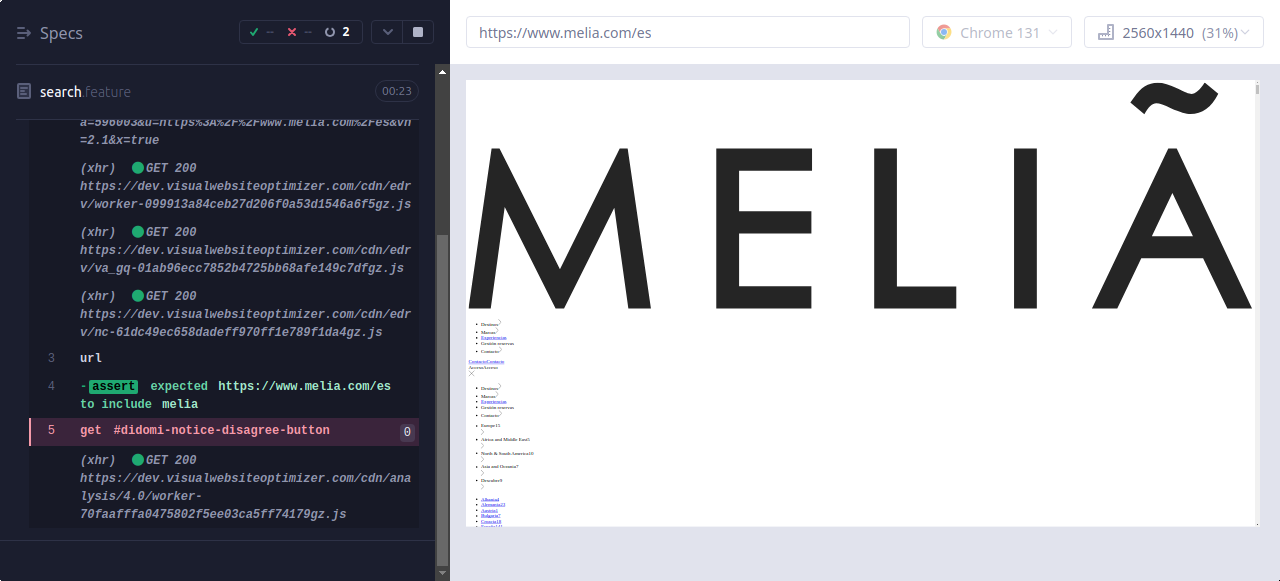 Specs
-- -- 2
https://www.melia.com/es
Chrome 131
2560x1440 (31%)
search feature
00:23
a=596003&u=https%3A%2F%2Fwww.melia.com%2Fes&vn
=2.1&x=true
(xhr) GET 200
https://dev.visualwebsiteoptimizer.com/cdn/edr
v/worker-099913a84ceb27d206f0a53d1546a6f5gz.js
(xhr) GET 200
https://dev.visualwebsiteoptimizer.com/cdn/edr
v/va_gq-01ab96ecc7852b4725bb68afe149c7dfgz.js
(xhr) GET 200
https://dev.visualwebsiteoptimizer.com/cdn/edr
v/nc-61dc49ec658dadeff970ff1e789f1da4gz.js
3 url
4 -assert expected https://www.melia.com/es
to include melia
5 get #didomi-notice-disagree-button 0
(xhr) GET 200
https://dev.visualwebsiteoptimizer.com/cdn/ana
lysis/4.0/worker-
70faafffa0475802f5ee03ca5ff74179gz.js
MELIÃ
Destinos
Marcas
Experiencias
Gestión reservas
Contacto
ContactoContacto
AccesoAcceso
Destinos
Marcas
Experiencias
Gestión reservas
Contacto
Europe15
Africa and Middle East5
North & South America10
Asia and Oceania7
Descubre9
Albania4
Alemania23
Austria1
Bulgaria7
Croacia18